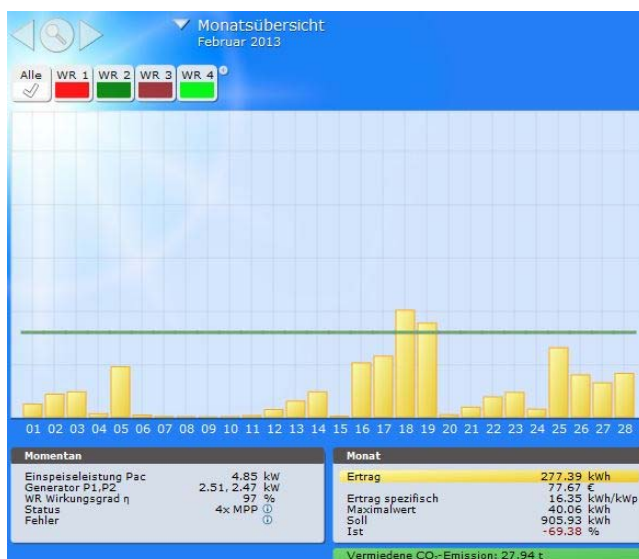 Monatsübersicht
Februar 2013
Alle WR 1 WR 2 WR 3 WR 4
01 02 03 04 05 06 07 08 09 10 11 12 13 14 15 16 17 18 19 20 21 22 23 24 25 26 27 28
Momentan
Einspeiseleistung Pac 4.85 kW
Generator P1,P2 2.51, 2.47 kW
WR Wirkungsgrad η 97 %
Status 4x MPP
Fehler
Monat
Ertrag 277.39 kWh
77.67 €
Ertrag spezifisch 16.35 kWh/kWp
Maximalwert 40.06 kWh
Soll 905.93 kWh
Ist -69.38 %
Vermiedene CO₂-Emission: 27.94 t